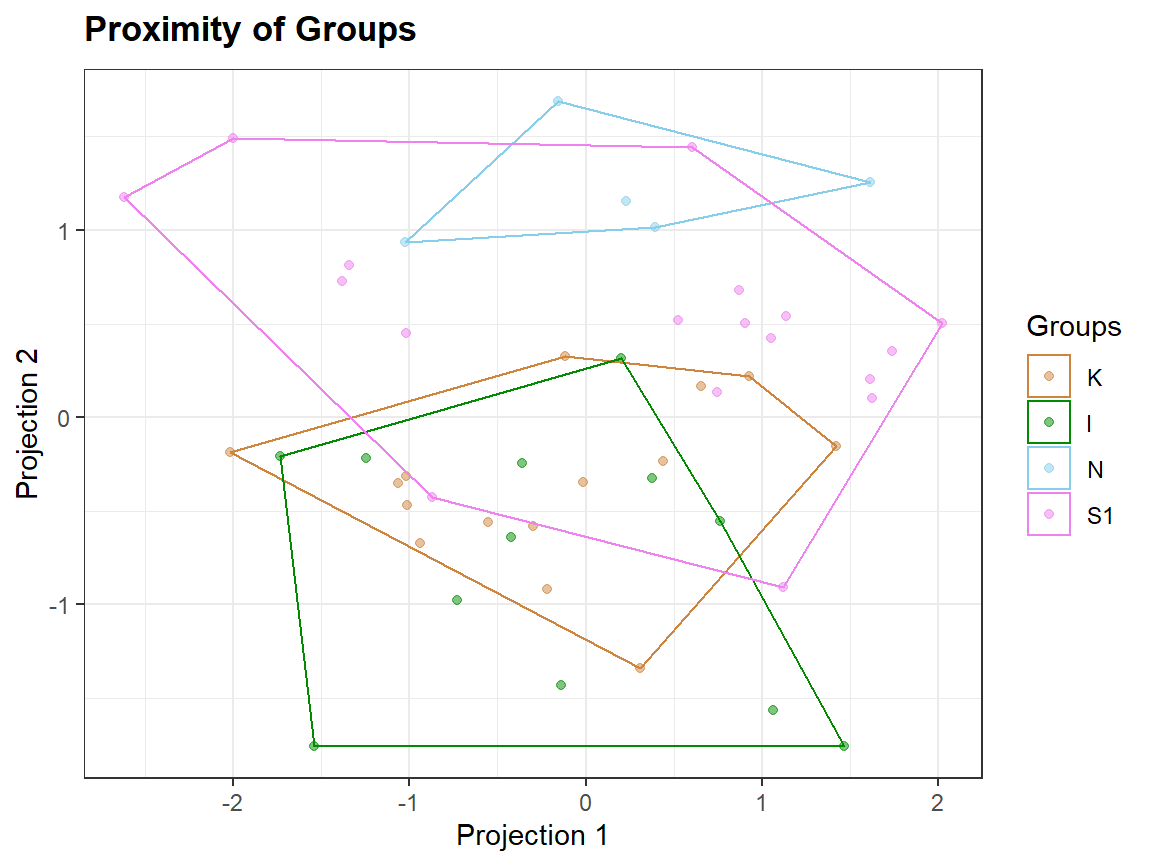 Proximity of Groups
Projection 2
1
0
-1
-2
-1
0
1
2
Projection 1
Groups
K
I
N
S1